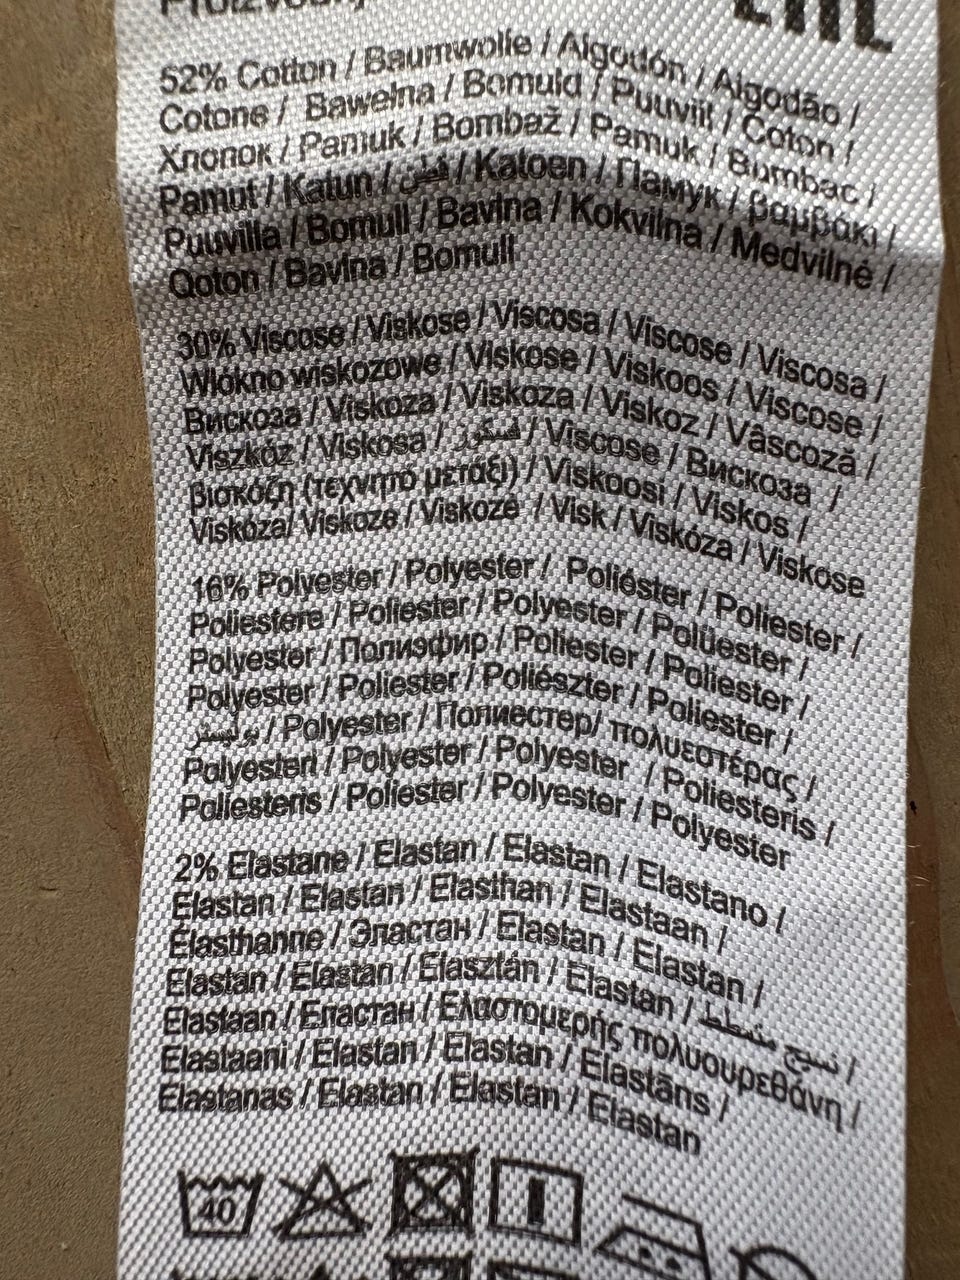 Proizvođ
EAC
52% Cotton / Baumwolle / Algodón / Algodão /
Cotone / Bawełna / Bomuld / Puuvill / Coton /
Хлопок / Pamuk / Bombaž / Pamuk / Bumbac /
Pamut / Katun / قطن / Katoen / Памук / βαμβάκι /
Puuvilla / Bomull / Bavlna / Kokvilna / Medvilnė /
Qoton / Bavlna / Bomull
30% Viscose / Viskose / Viscosa / Viscose / Viscosa /
Włókno wiskozowe / Viskose / Viskoos / Viscose /
Вискоза / Viskoza / Viskoza / Viskoz / Vâscoză /
Viszkóz / Viskosa / فسكوز / Viscose / Вискоза /
βισκόζη (τεχνητό μετάξι) / Viskoosi / Viskos /
Viskóza/ Viskoze / Viskozė / Visk / Viskóza / Viskose
16% Polyester / Polyester / Poliéster / Poliester /
Poliestere / Poliester / Polyester / Polüester /
Polyester / Полиэфир / Poliester / Poliester /
Polyester / Poliester / Poliészter / Poliester /
بوليستر / Polyester / Полиестер/ πολυεστέρας /
Polyesteri / Polyester / Polyester / Poliesteris /
Poliesteris / Poliester / Polyester / Polyester
2% Elastane / Elastan / Elastan / Elastano /
Elastan / Elastan / Elasthan / Elastaan /
Élasthanne / Эластан / Elastan / Elastan /
Elastan / Elastan / Elasztán / Elastan / نسيج مطط /
Elastaan / Еластан / Ελαστομερής πολυουρεθάνη /
Elastaani / Elastan / Elastan / Elastāns /
Elastanas / Elastan / Elastan / Elastan
40